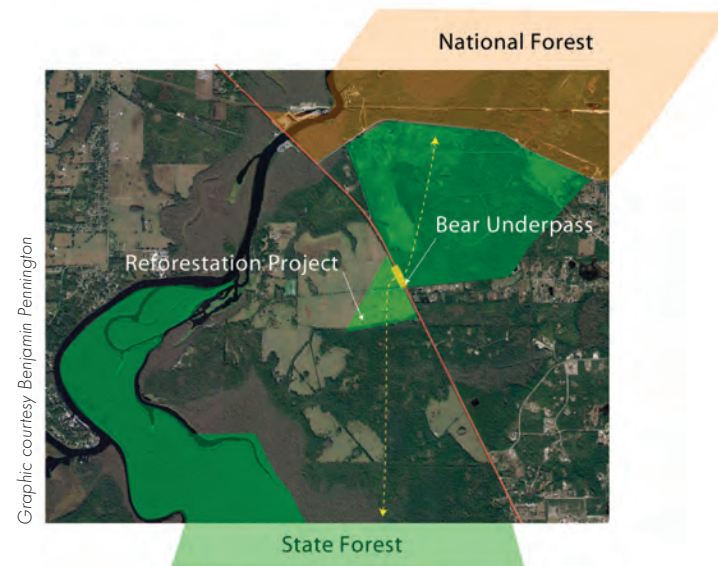 National Forest
Bear Underpass
Reforestation Project
State Forest
Graphic courtesy Benjamin Pennington